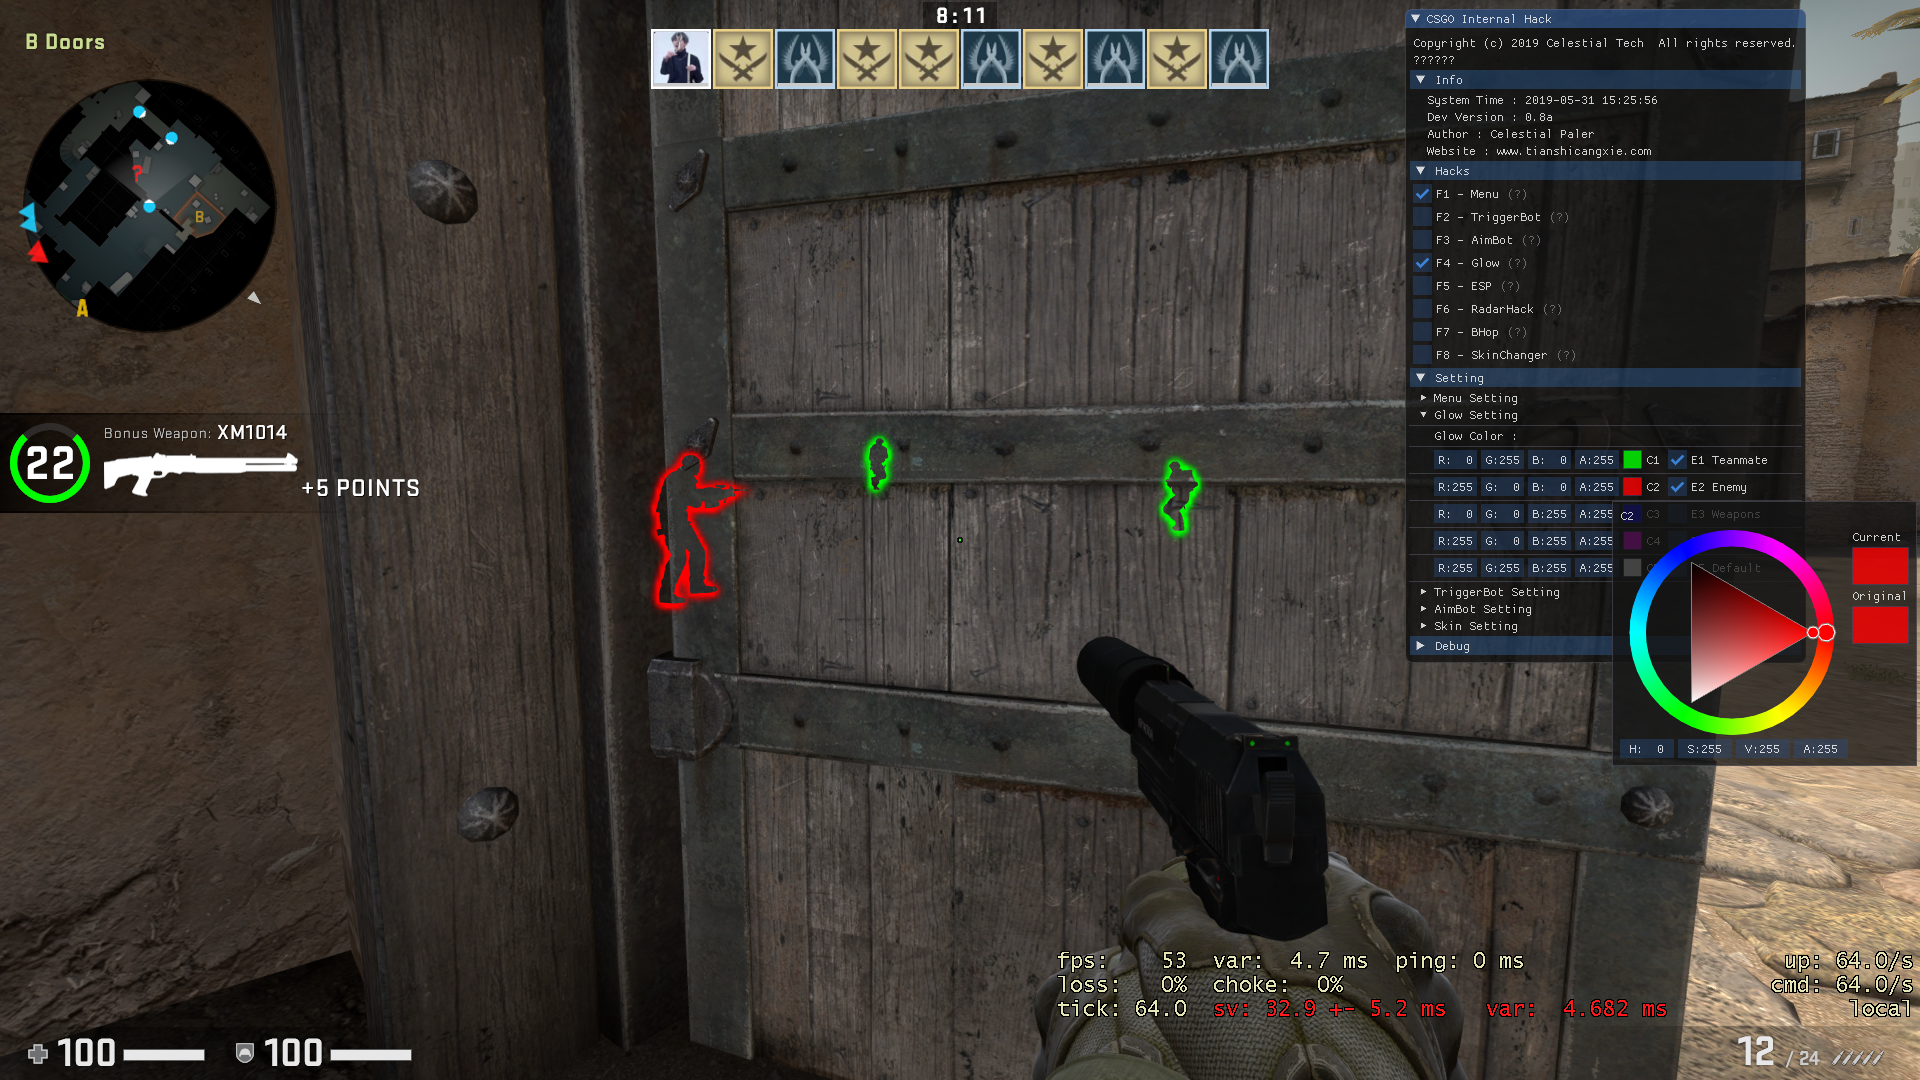 8:11
B Doors
B
A
?
22
Bonus Weapon: XM1014
+5 POINTS
CSGO Internal Hack
Copyright (c) 2019 Celestial Tech  All rights reserved.
??????
Info
System Time : 2019-05-31 15:25:56
Dev Version : 0.8a
Author : Celestial Paler
Website : www.tianshicangxie.com
Hacks
F1 - Menu (?)
F2 - TriggerBot (?)
F3 - AimBot (?)
F4 - Glow (?)
F5 - ESP (?)
F6 - RadarHack (?)
F7 - BHop (?)
F8 - SkinChanger (?)
Setting
Menu Setting
Glow Setting
Glow Color :
R: 0 G:255 B: 0 A:255 C1 E1 Teanmate
R:255 G: 0 B: 0 A:255 C2 E2 Enemy
R: 0 G: 0 B:255 A:255 C3 E3 Weapons
R:255 G: 0 B:255 A:255 C4
R:255 G:255 B:255 A:255 Default
TriggerBot Setting
AimBot Setting
Skin Setting
Debug
C2
Current
Original
H: 0 S:255 V:255 A:255
fps: 53 var: 4.7 ms ping: 0 ms
loss: 0% choke: 0%
tick: 64.0 sv: 32.9 +- 5.2 ms var: 4.682 ms
up: 64.0/s
cmd: 64.0/s
local
100
100
12 / 24